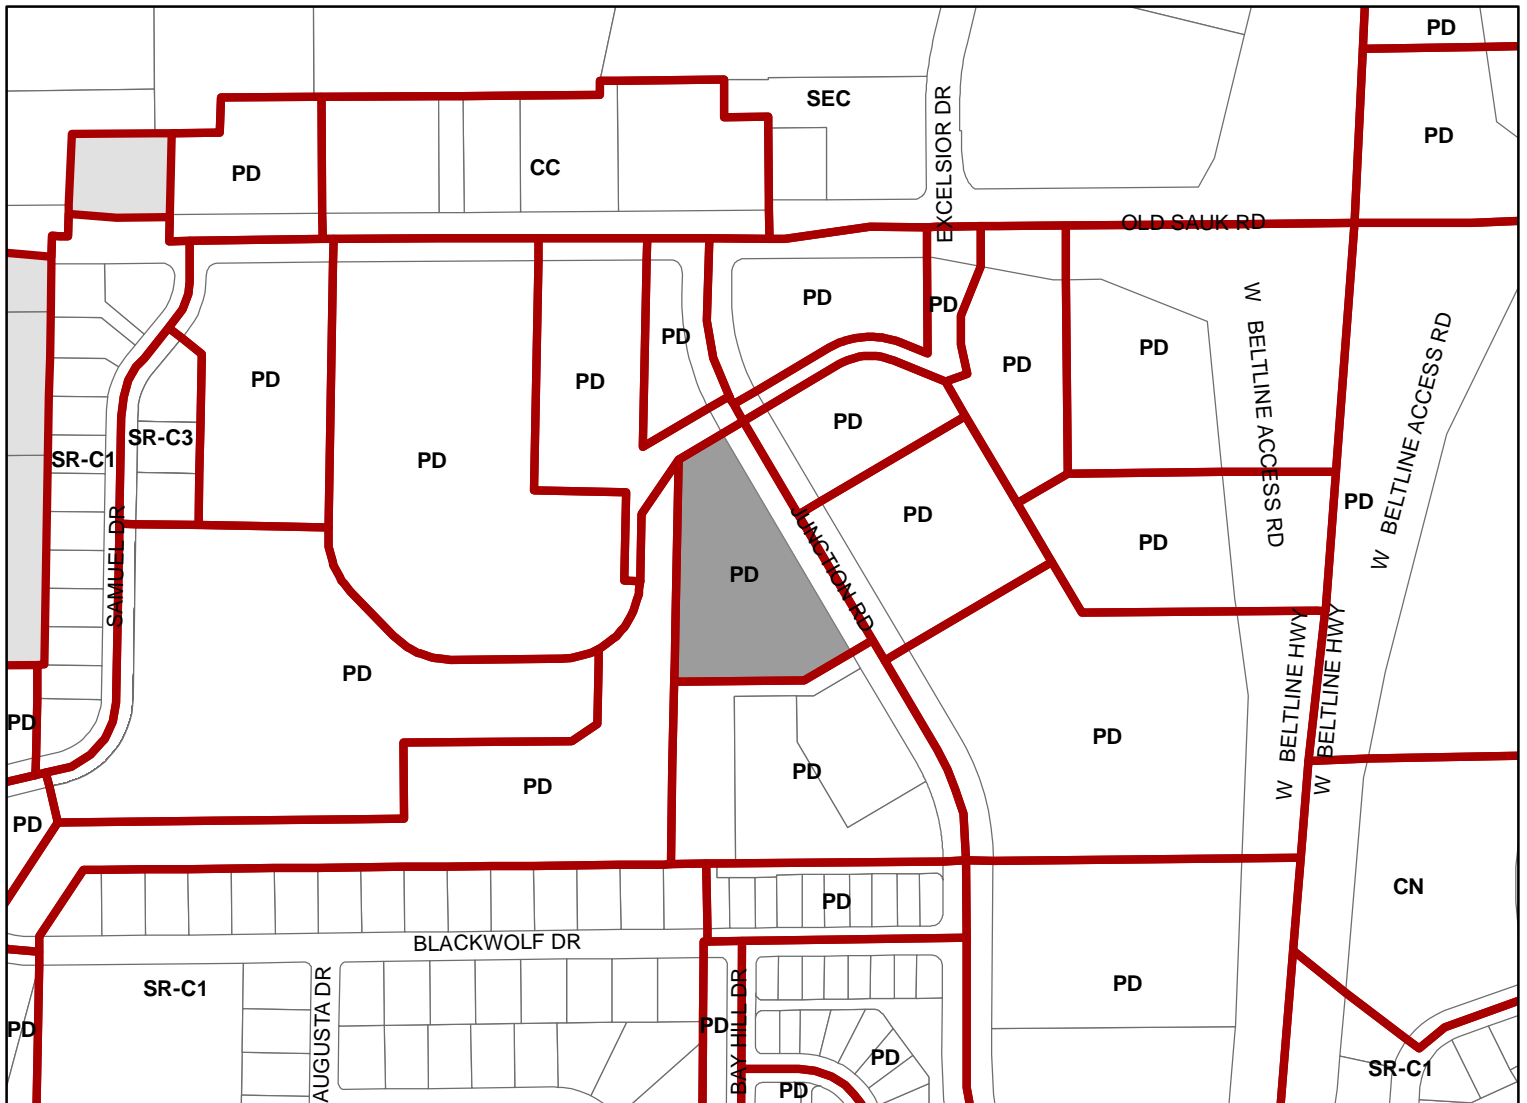 PD
SEC
EXCELSIOR DR
PD
CC
PD
OLD SAUK RD
W BELTLINE ACCESS RD
PD
PD
W BELTLINE ACCESS RD
PD
PD
PD
PD
PD
PD
SR-C3
SR-C1
PD
PD
PD
PD
PD
SAMUEL DR
PD
JUNCTION RD
W BELTLINE HWY
W BELTLINE HWY
PD
PD
PD
PD
PD
PD
CN
PD
BLACKWOLF DR
SR-C1
AUGUSTA DR
BAY HILL DR
PD
PD
PD
PD
SR-C1
PD